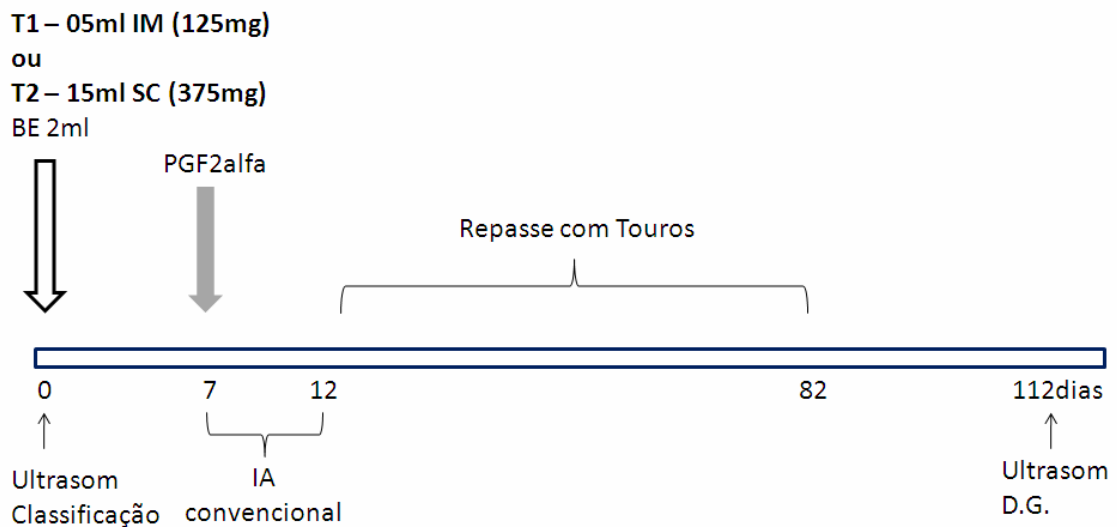 T1 – 05ml IM (125mg)
ou
T2 – 15ml SC (375mg)
BE 2ml
PGF2alfa
Repasse com Touros
0
7
12
82
112dias
Ultrasom
Classificação
IA
convencional
Ultrasom
D.G.